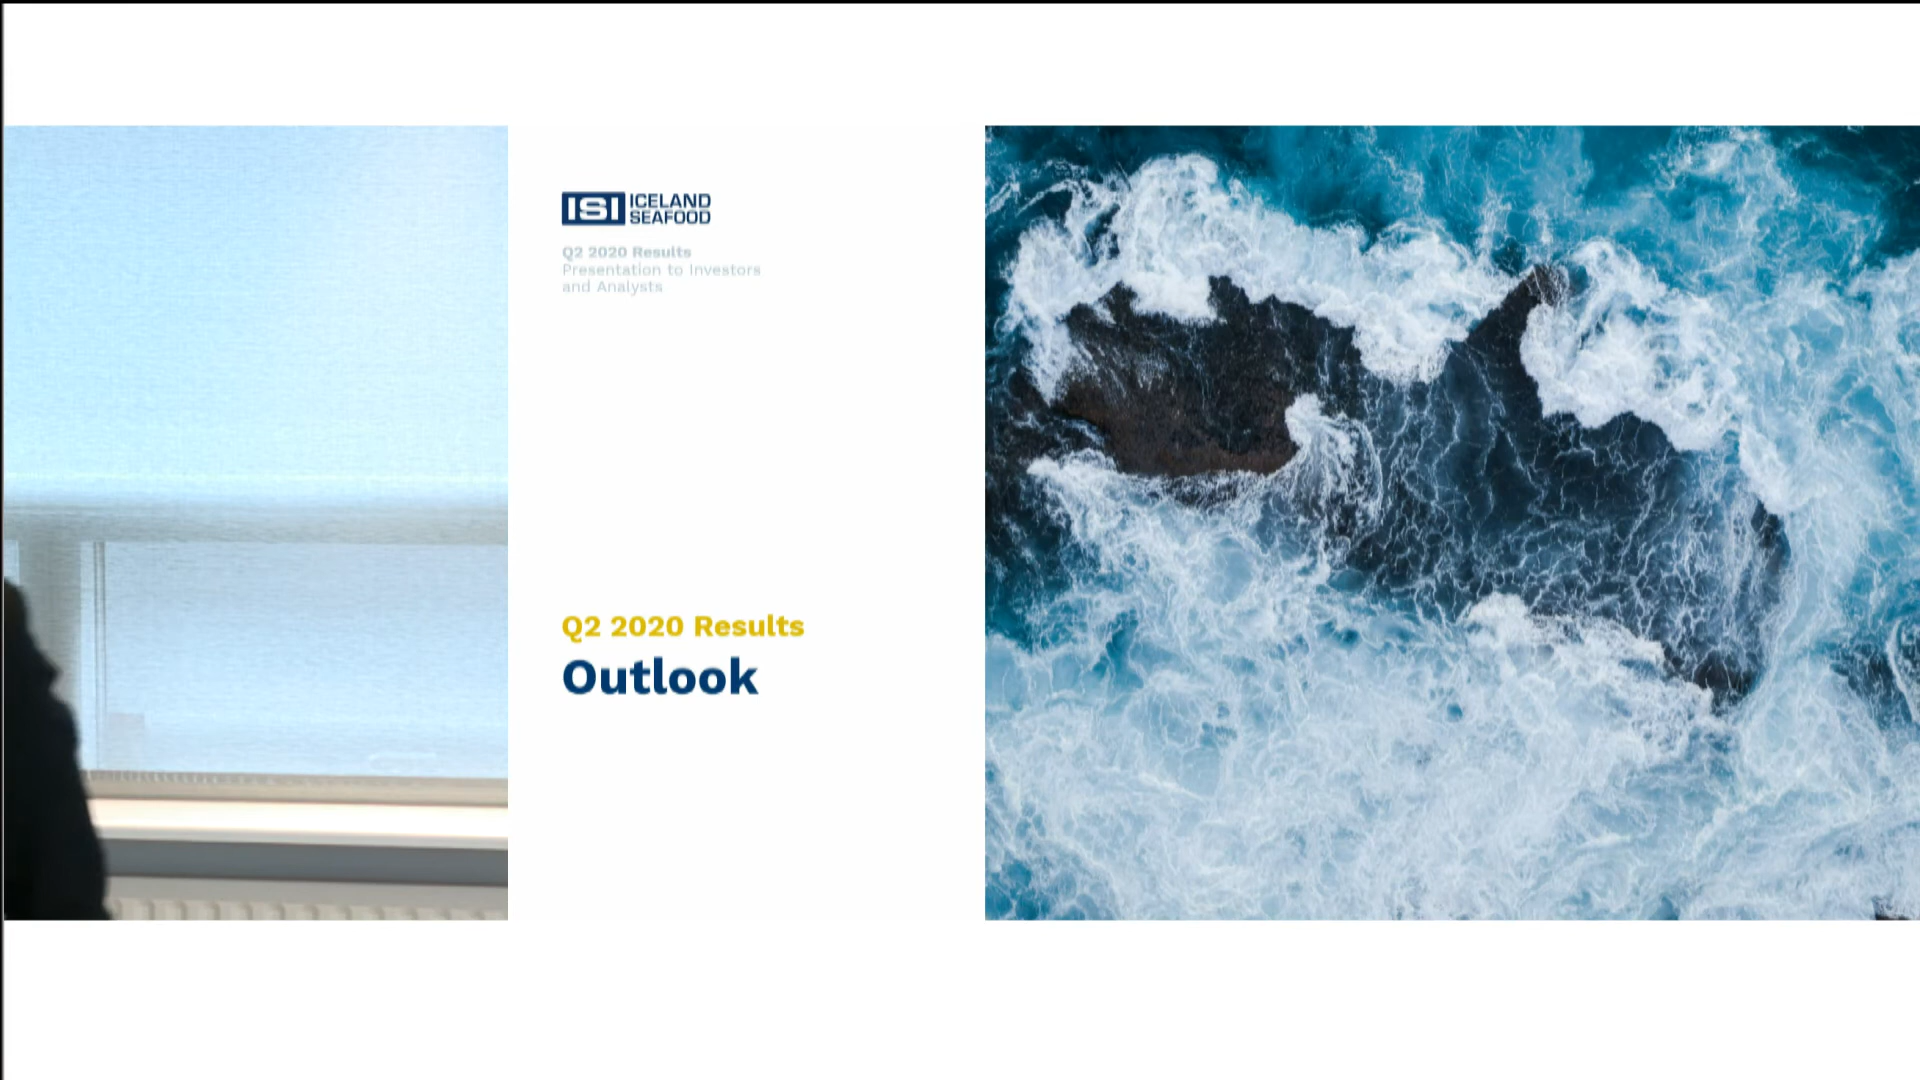 ISI ICELAND
SEAFOOD
Q2 2020 Results
Presentation to Investors
and Analysts
Q2 2020 Results
Outlook